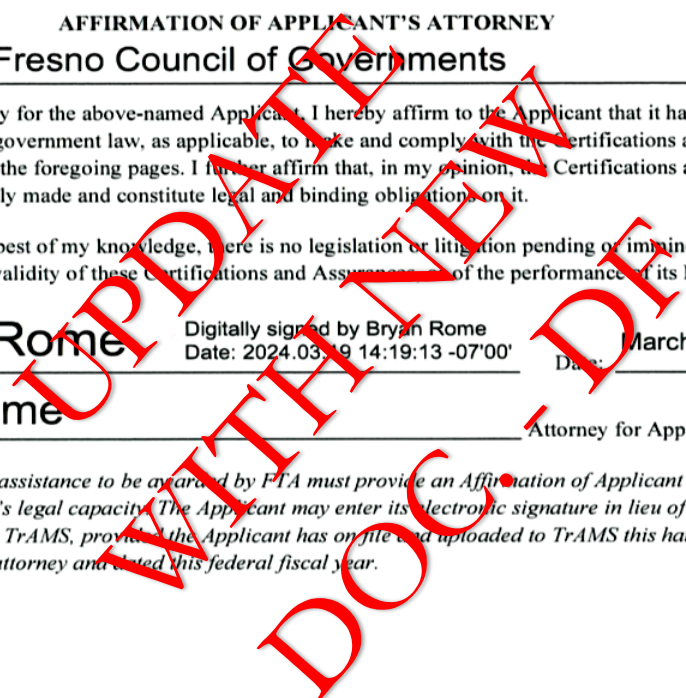 AFFIRMATION OF APPLICANT'S ATTORNEY
Fresno Council of Governments
y for the above-named Applicant, I hereby affirm to the Applicant that it ha
government law, as applicable, to make and comply with the Certifications a
the foregoing pages. I further affirm that, in my opinion, the Certifications a
ly made and constitute legal and binding obligations on it.
best of my knowledge, there is no legislation or litigation pending or immin
validity of these Certifications and Assurances, or of the performance of its
Rome
Digitally signed by Bryan Rome
Date: 2024.03.19 14:19:13 -07'00'
Date: March
me
Attorney for App
assistance to be awarded by FTA must provide an Affirmation of Applicant
's legal capacity. The Applicant may enter its electronic signature in lieu of
TrAMS, provided the Applicant has on file and uploaded to TrAMS this ha
attorney and dated this federal fiscal year.
UPDATE
WITH NEW
DOC. - DF